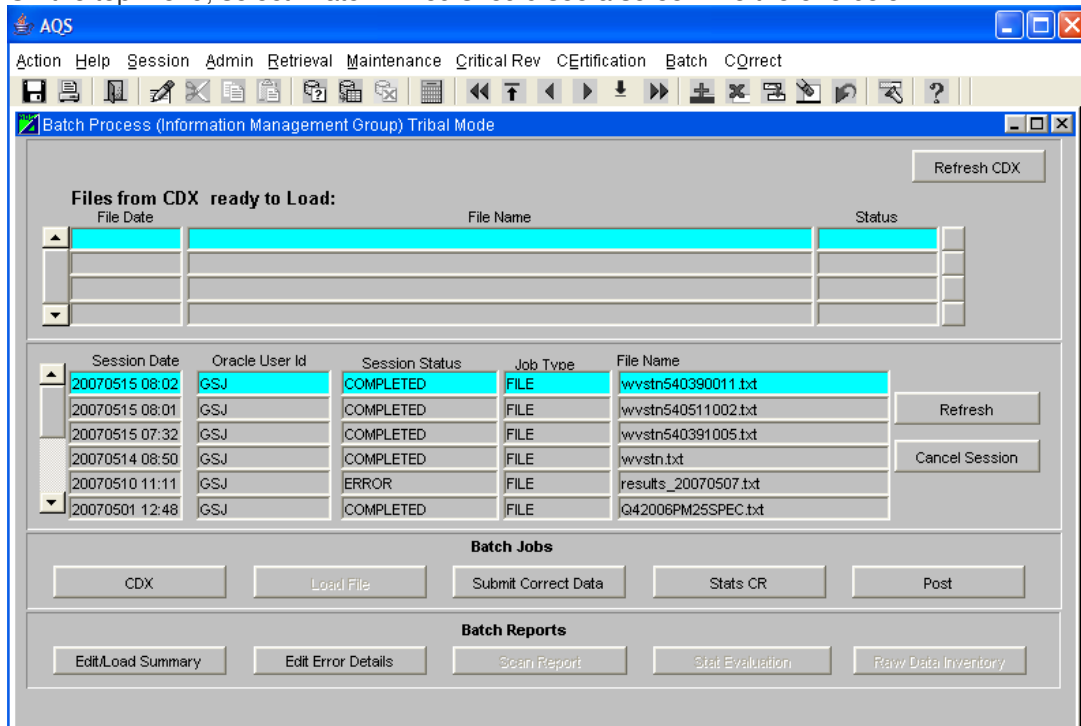 AQS
Action Help Session Admin Retrieval Maintenance Critical Rev CErtification Batch COrrect
Batch Process (Information Management Group) Tribal Mode
Refresh CDX
Files from CDX ready to Load:
File Date File Name Status
Session Date Oracle User Id Session Status Job Type File Name
20070515 08:02 GSJ COMPLETED FILE wvstn540390011.txt
20070515 08:01 GSJ COMPLETED FILE wvstn540511002.txt
Refresh
20070515 07:32 GSJ COMPLETED FILE wvstn540391005.txt
20070514 08:50 GSJ COMPLETED FILE wvstn.txt
Cancel Session
20070510 11:11 GSJ ERROR FILE results_20070507.txt
20070501 12:48 GSJ COMPLETED FILE Q42006PM25SPEC.txt
Batch Jobs
CDX Load File Submit Correct Data Stats CR Post
Batch Reports
Edit/Load Summary Edit Error Details Scan Report Stat Evaluation Raw Data Inventory